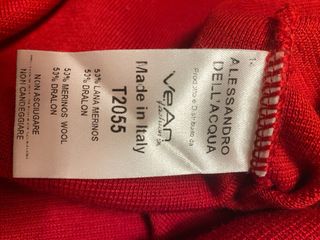 ALESSANDRO
DELL'ACQUA
Prodotto e Distribuito da
VeAn
fashion
Made in Italy
T2055
50% LANA MERINOS
50% DRALON
50% MERINOS WOOL
50% DRALON
NON ASCIUGARE
NON CANDEGGIARE